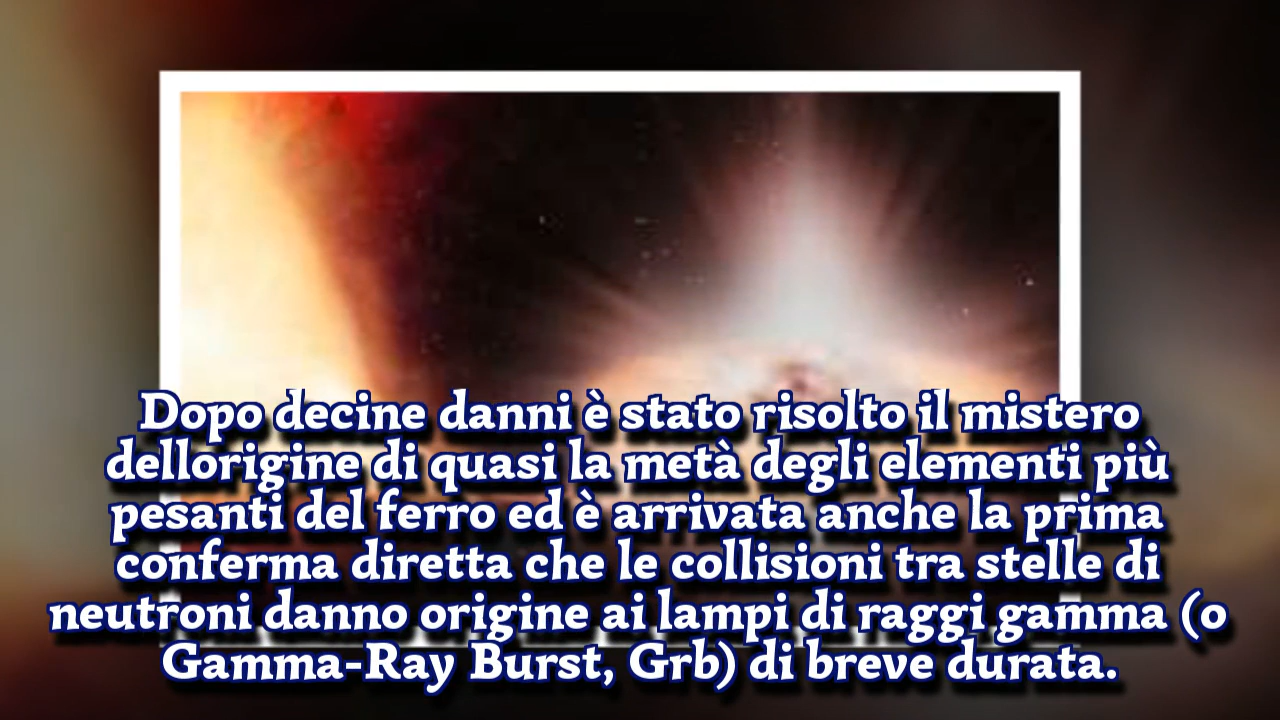 Dopo decine danni è stato risolto il mistero
dellorigine di quasi la metà degli elementi più
pesanti del ferro ed è arrivata anche la prima
conferma diretta che le collisioni tra stelle di
neutroni danno origine ai lampi di raggi gamma (o
Gamma-Ray Burst, Grb) di breve durata.